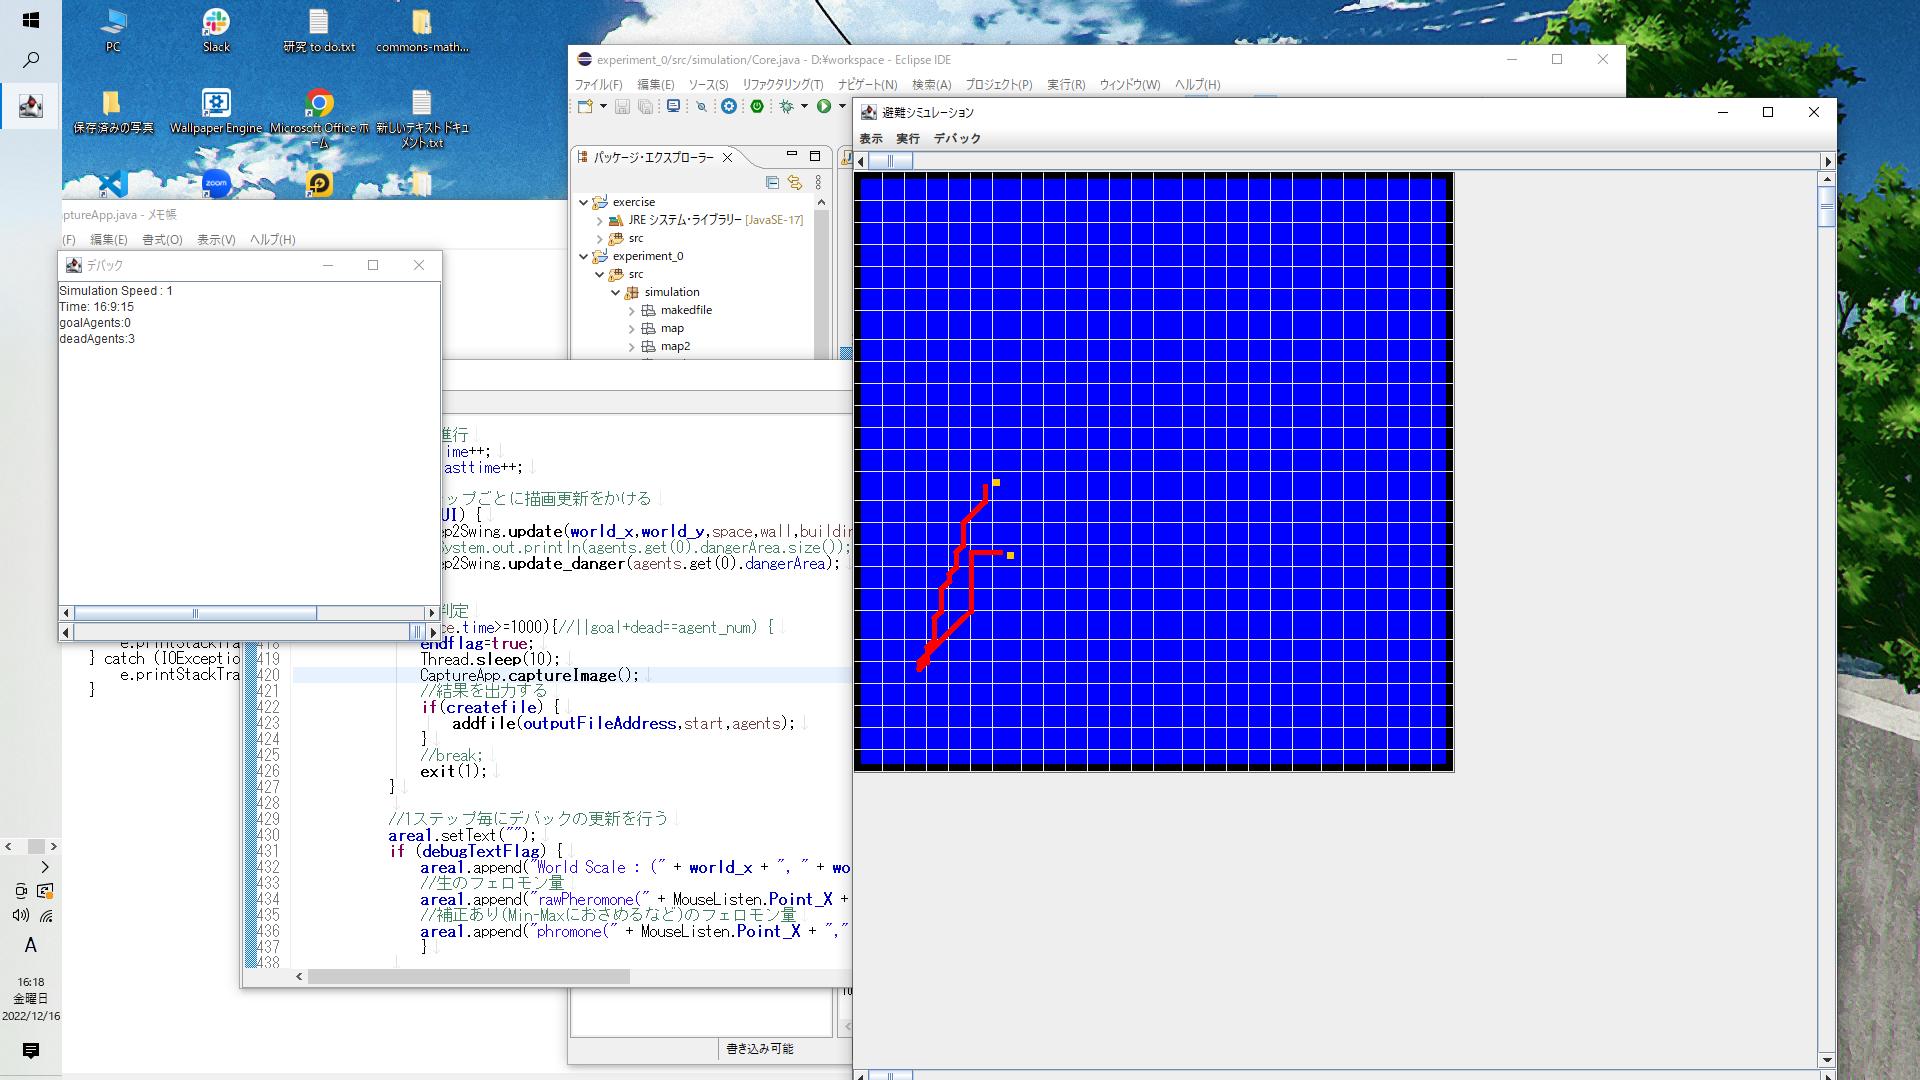 PC
Slack
研究 to do.txt
commons-math...
保存済みの写真
Wallpaper Engine
Microsoft Office ホーム
新しいテキスト ドキュメント.txt
zoom
ptureApp.java - メモ帳
(F) 編集(E) 書式(O) 表示(V) ヘルプ(H)
デバック
Simulation Speed : 1
Time: 16:9:15
goalAgents:0
deadAgents:3
experiment_0/src/simulation/Core.java - D:¥workspace - Eclipse IDE
ファイル(F) 編集(E) ソース(S) リファクタリング(T) ナビゲート(N) 検索(A) プロジェクト(P) 実行(R) ウィンドウ(W) ヘルプ(H)
パッケージ・エクスプローラー
exercise
JRE システム・ライブラリー [JavaSE-17]
src
experiment_0
src
simulation
makedfile
map
map2
避難シミュレーション
表示 実行 デバック
進行
ime++;
asttime++;
ップごとに描画更新をかける
UI) {
ep2Swing.update(world_x,world_y,space,wall,buildin
System.out.println(agents.get(0).dangerArea.size());
ep2Swing.update_danger(agents.get(0).dangerArea);
判定
ce.time>=1000){//||goal+dead==agent_num) {
endflag=true;
419 Thread.sleep(10);
420 CaptureApp.captureImage();
421 //結果を出力する
422 if(createfile) {
423 addfile(outputFileAddress,start,agents);
424 }
425 //break;
426 exit(1);
427 }
428
429 //1ステップ毎にデバックの更新を行う
430 area1.setText("");
431 if (debugTextFlag) {
432 area1.append("World Scale : (" + world_x + ", " + wo
433 //生のフェロモン量
434 area1.append("rawPheromone(" + MouseListen.Point_X +
435 //補正あり(Min-Maxにおさめるなど)のフェロモン量
436 area1.append("phromone(" + MouseListen.Point_X + ","
437 }
438
e.printStackTra
} catch (IOExceptio
e.printStackTra
}
書き込み可能
A
16:18
金曜日
2022/12/16